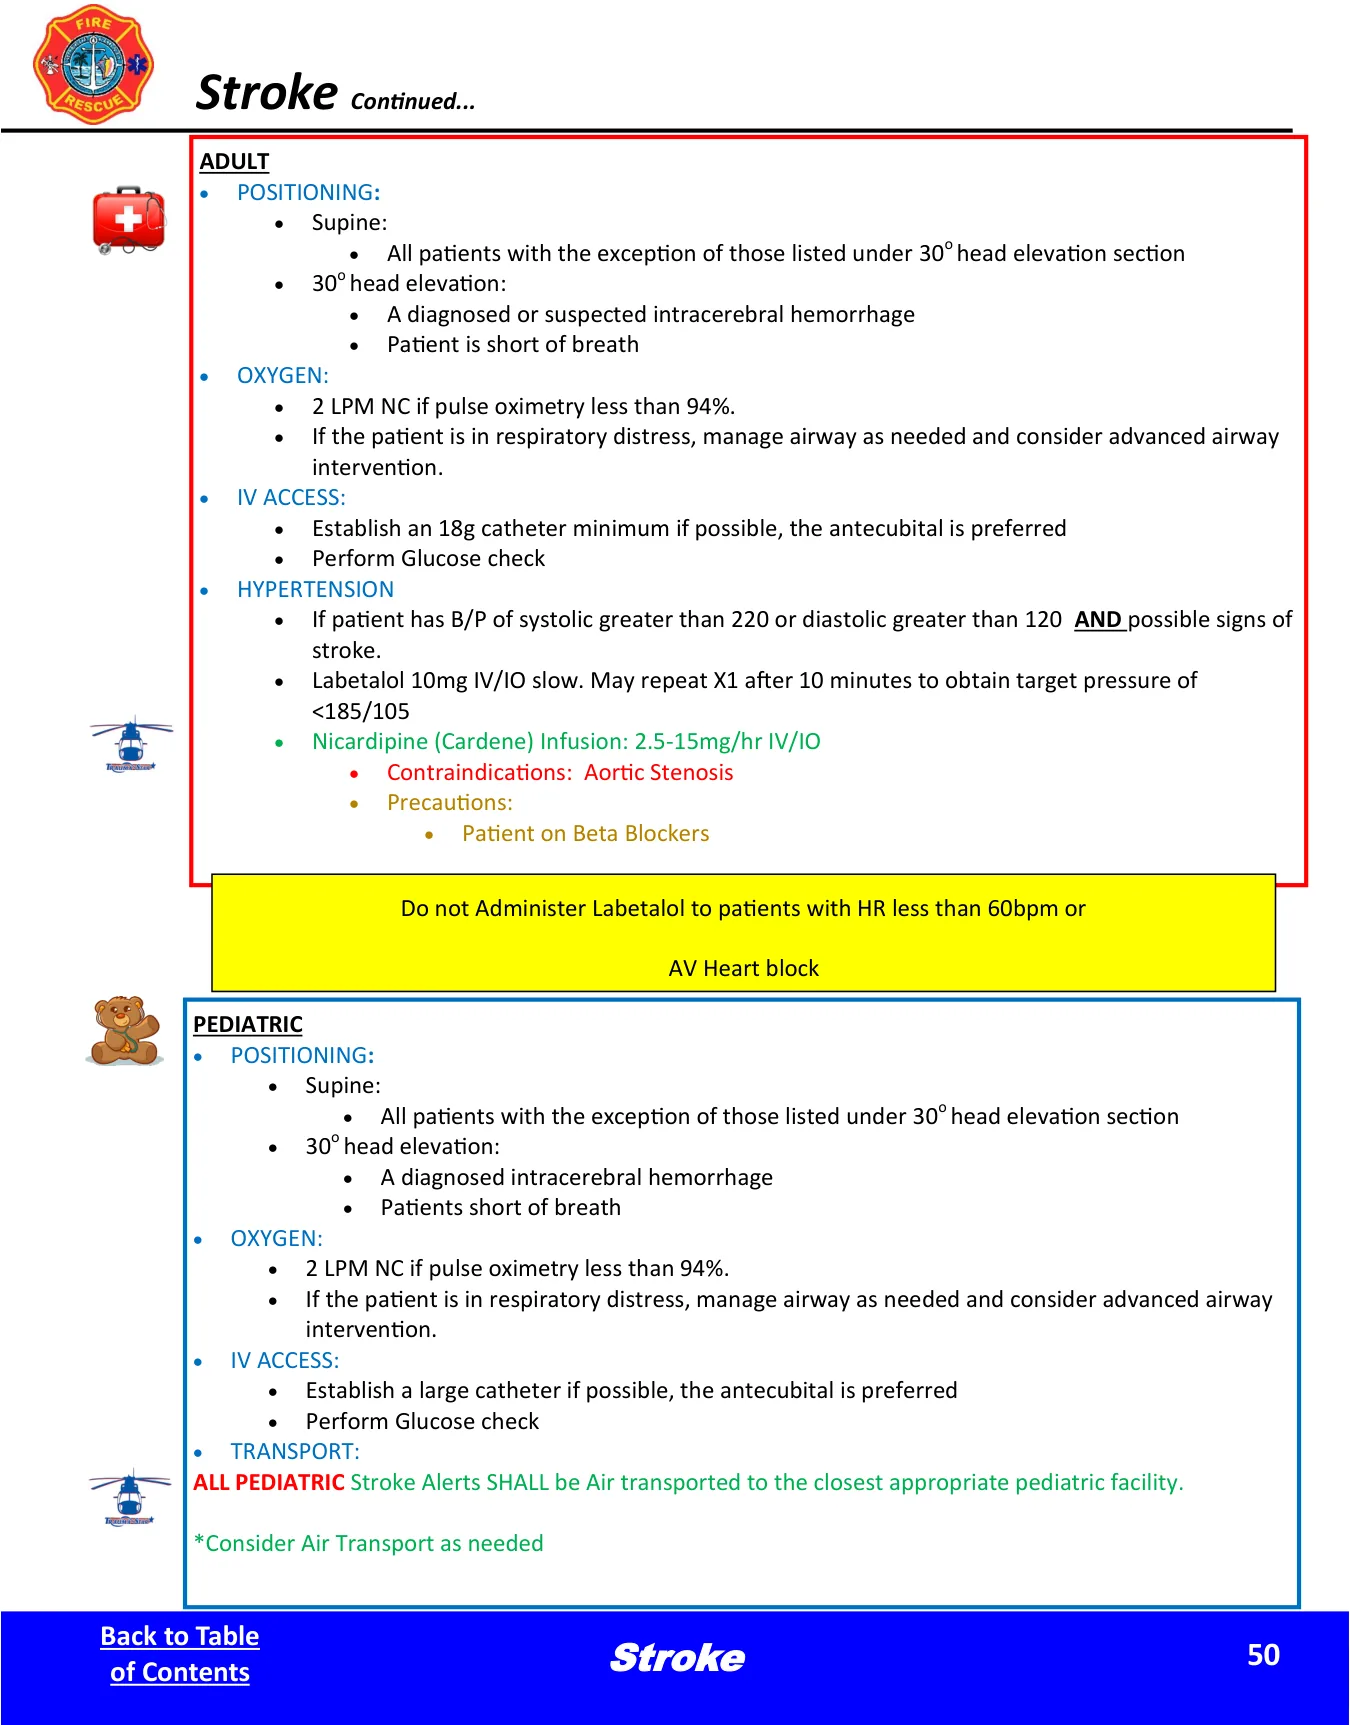 FIRE
RESCUE
Stroke Continued...
ADULT
• POSITIONING:
• Supine:
• All patients with the exception of those listed under 30o head elevation section
• 30o head elevation:
• A diagnosed or suspected intracerebral hemorrhage
• Patient is short of breath
• OXYGEN:
• 2 LPM NC if pulse oximetry less than 94%.
• If the patient is in respiratory distress, manage airway as needed and consider advanced airway
intervention.
• IV ACCESS:
• Establish an 18g catheter minimum if possible, the antecubital is preferred
• Perform Glucose check
• HYPERTENSION
• If patient has B/P of systolic greater than 220 or diastolic greater than 120 AND possible signs of
stroke.
• Labetalol 10mg IV/IO slow. May repeat X1 after 10 minutes to obtain target pressure of
<185/105
• Nicardipine (Cardene) Infusion: 2.5-15mg/hr IV/IO
• Contraindications: Aortic Stenosis
• Precautions:
• Patient on Beta Blockers
Do not Administer Labetalol to patients with HR less than 60bpm or
AV Heart block
PEDIATRIC
• POSITIONING:
• Supine:
• All patients with the exception of those listed under 30o head elevation section
• 30o head elevation:
• A diagnosed intracerebral hemorrhage
• Patients short of breath
• OXYGEN:
• 2 LPM NC if pulse oximetry less than 94%.
• If the patient is in respiratory distress, manage airway as needed and consider advanced airway
intervention.
• IV ACCESS:
• Establish a large catheter if possible, the antecubital is preferred
• Perform Glucose check
• TRANSPORT:
ALL PEDIATRIC Stroke Alerts SHALL be Air transported to the closest appropriate pediatric facility.
*Consider Air Transport as needed
Back to Table
of Contents
Stroke
50